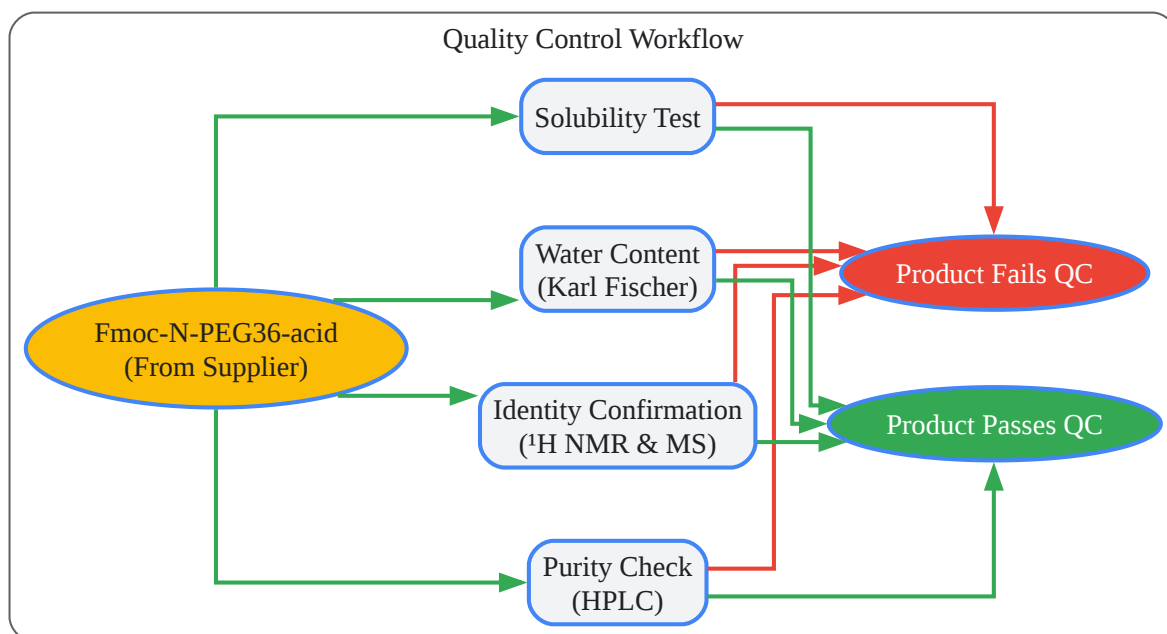 Quality Control Workflow
Solubility Test
Water Content
(Karl Fischer)
Product Fails QC
Fmoc-N-PEG36-acid
(From Supplier)
Identity Confirmation
(¹H NMR & MS)
Product Passes QC
Purity Check
(HPLC)